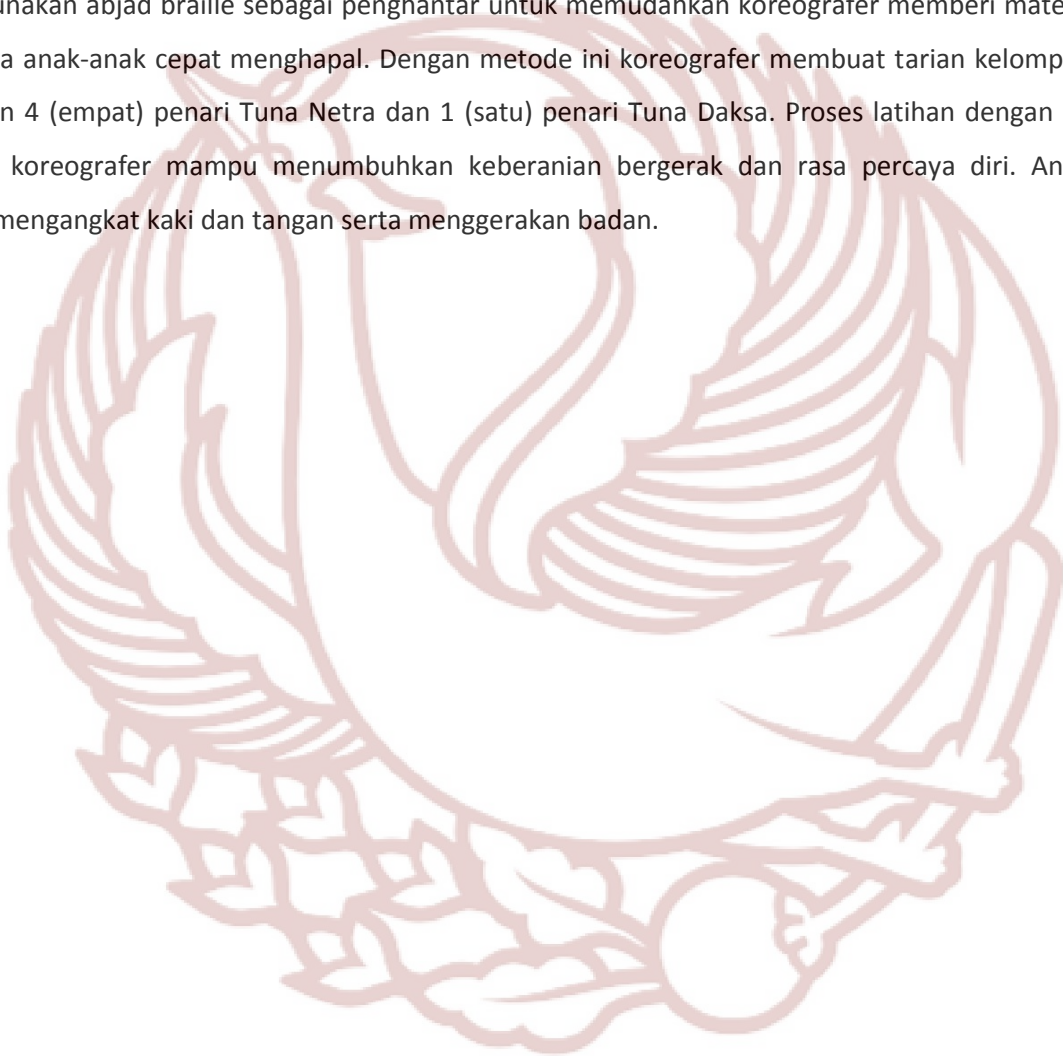 unakan abjad braille sebagai penghantar untuk memudahkan koreografer memberi mate
a anak-anak cepat menghapal. Dengan metode ini koreografer membuat tarian kelomp
n 4 (empat) penari Tuna Netra dan 1 (satu) penari Tuna Daksa. Proses latihan dengan
koreografer mampu menumbuhkan keberanian bergerak dan rasa percaya diri. An
mengangkat kaki dan tangan serta menggerakan badan.